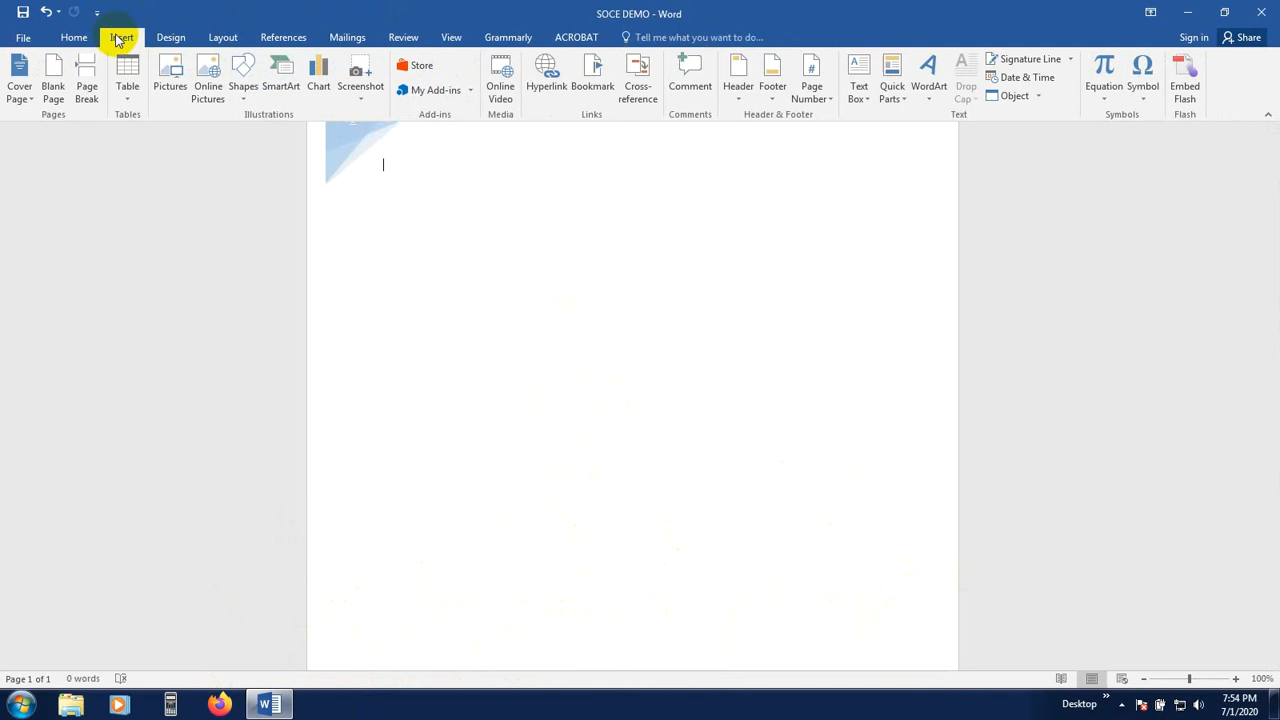 SOCE DEMO - Word
File Home Insert Design Layout References Mailings Review View Grammarly ACROBAT Tell me what you want to do... Sign in Share
Cover Page Blank Page Page Break Table Pictures Online Pictures Shapes SmartArt Chart Screenshot Store My Add-ins Online Video Hyperlink Bookmark Cross-reference Comment Header Footer Page Number Text Box Quick Parts WordArt Drop Cap Signature Line Date & Time Object Equation Symbol Embed Flash
Pages Tables Illustrations Add-ins Media Links Comments Header & Footer Text Symbols Flash
Page 1 of 1 0 words 100%
Desktop 7:54 PM
7/1/2020